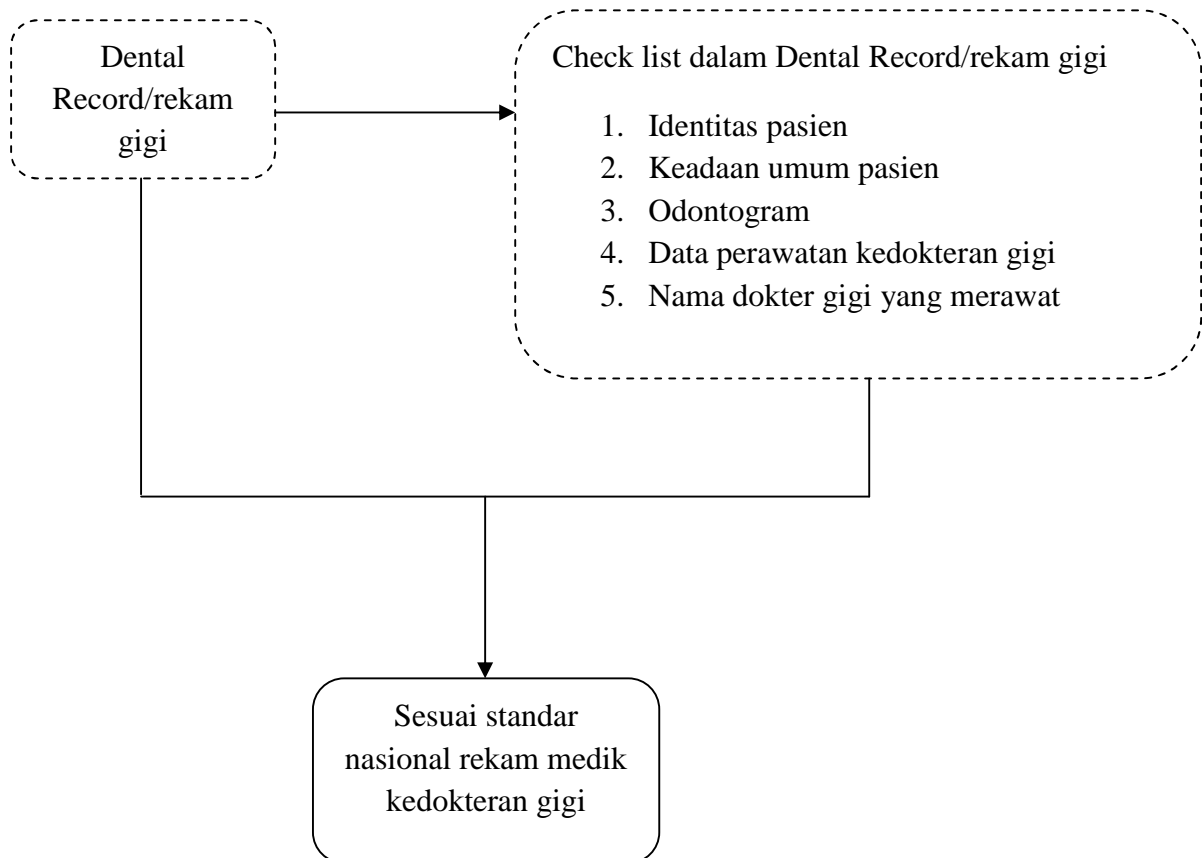 Dental
Record/rekam
gigi
Check list dalam Dental Record/rekam gigi
1. Identitas pasien
2. Keadaan umum pasien
3. Odontogram
4. Data perawatan kedokteran gigi
5. Nama dokter gigi yang merawat
Sesuai standar
nasional rekam medik
kedokteran gigi